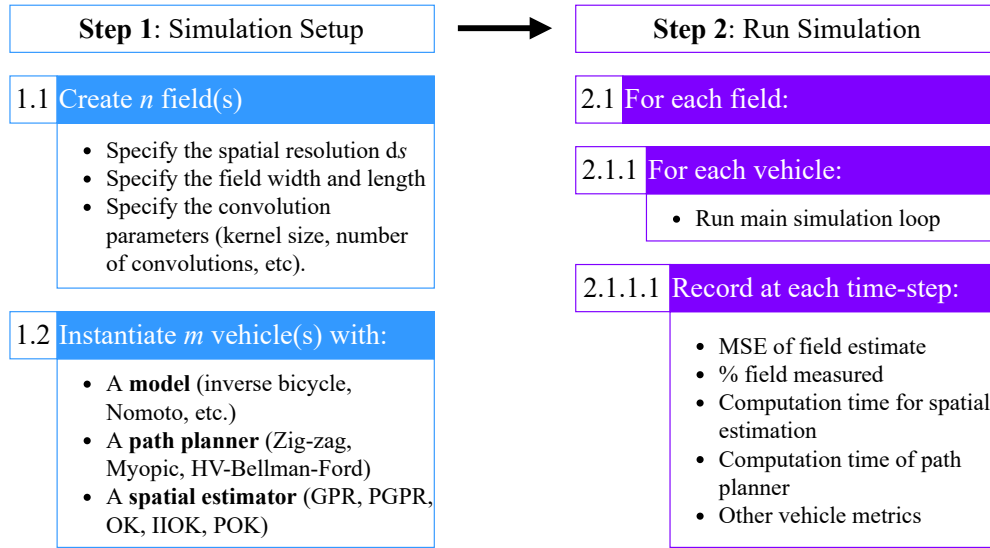 Step 1: Simulation Setup
1.1 Create n field(s)
• Specify the spatial resolution ds
• Specify the field width and length
• Specify the convolution
parameters (kernel size, number
of convolutions, etc).
1.2 Instantiate m vehicle(s) with:
• A model (inverse bicycle,
Nomoto, etc.)
• A path planner (Zig-zag,
Myopic, HV-Bellman-Ford)
• A spatial estimator (GPR, PGPR,
OK, IIOK, POK)
Step 2: Run Simulation
2.1 For each field:
2.1.1 For each vehicle:
• Run main simulation loop
2.1.1.1 Record at each time-step:
• MSE of field estimate
• % field measured
• Computation time for spatial
estimation
• Computation time of path
planner
• Other vehicle metrics